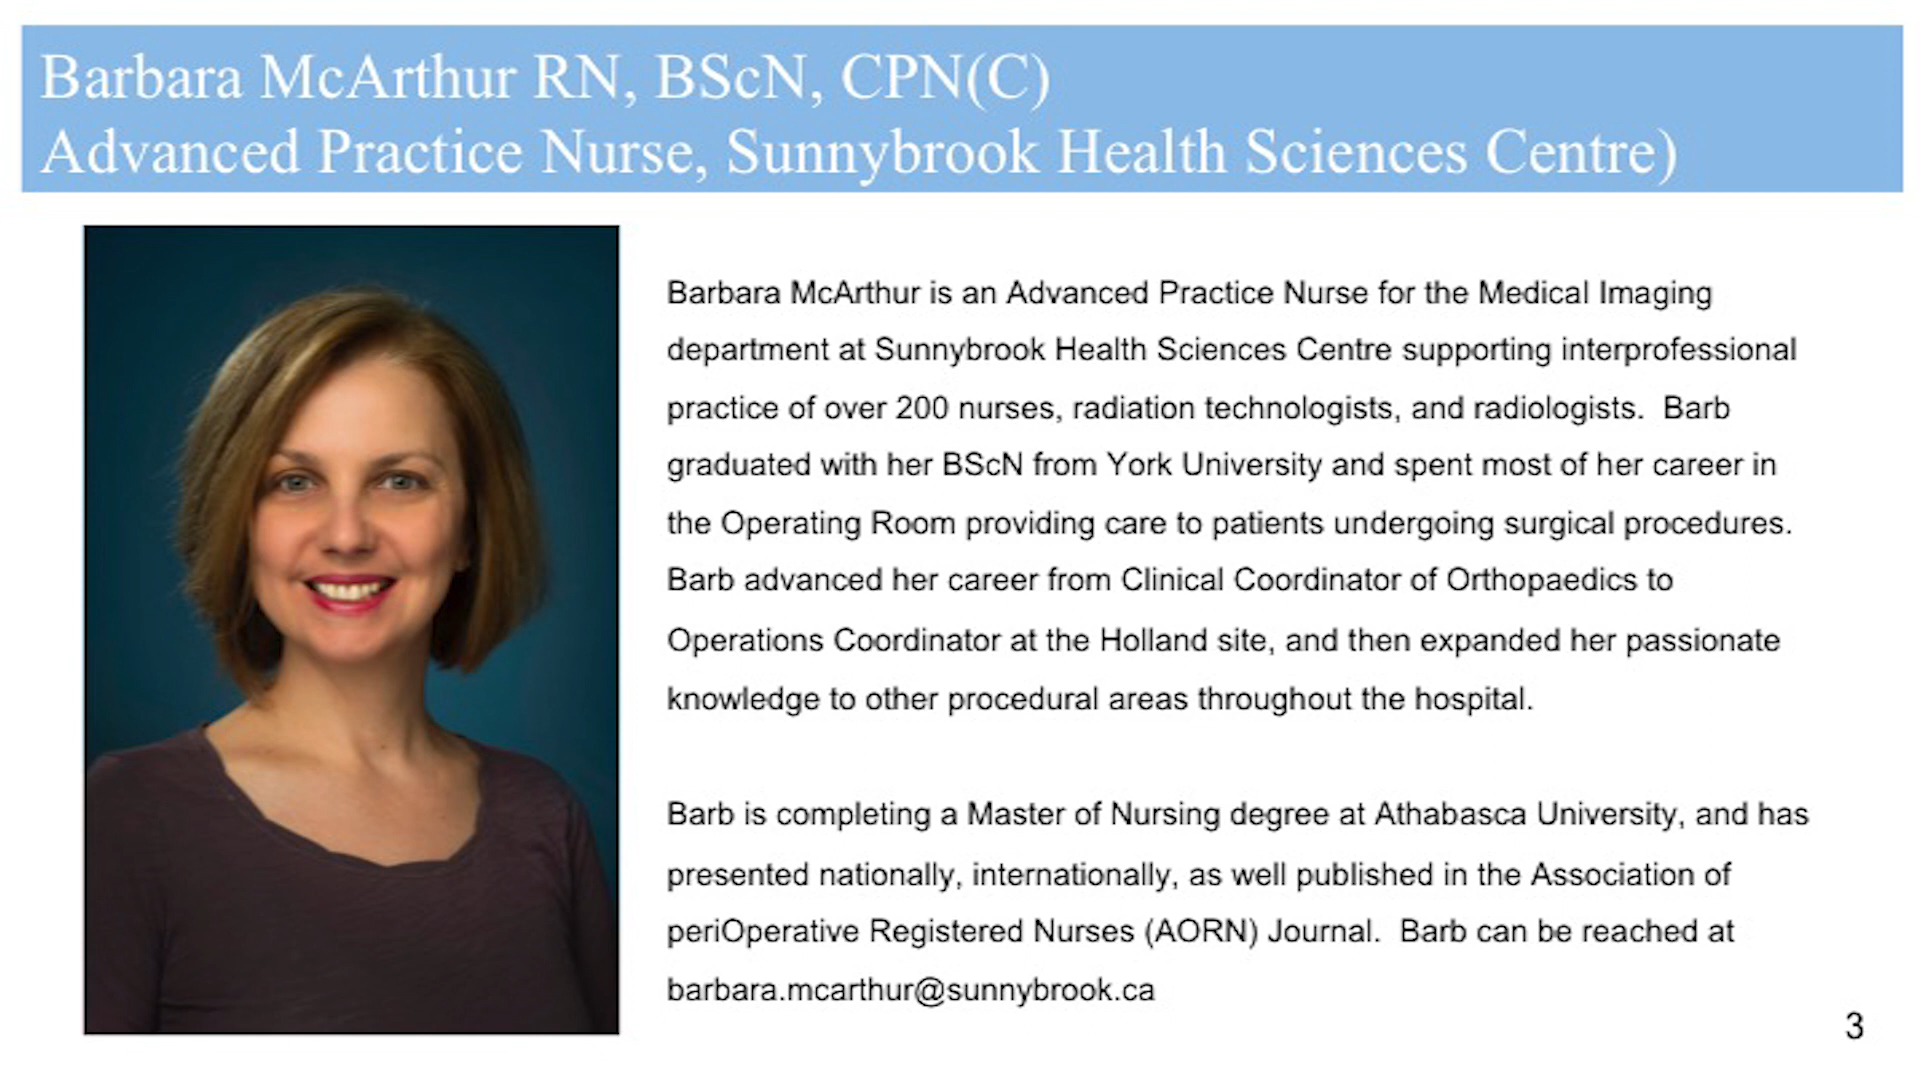 Barbara McArthur RN, BScN, CPN(C)
Advanced Practice Nurse, Sunnybrook Health Sciences Centre)
Barbara McArthur is an Advanced Practice Nurse for the Medical Imaging
department at Sunnybrook Health Sciences Centre supporting interprofessional
practice of over 200 nurses, radiation technologists, and radiologists.  Barb
graduated with her BScN from York University and spent most of her career in
the Operating Room providing care to patients undergoing surgical procedures.
Barb advanced her career from Clinical Coordinator of Orthopaedics to
Operations Coordinator at the Holland site, and then expanded her passionate
knowledge to other procedural areas throughout the hospital.
Barb is completing a Master of Nursing degree at Athabasca University, and has
presented nationally, internationally, as well published in the Association of
periOperative Registered Nurses (AORN) Journal.  Barb can be reached at
barbara.mcarthur@sunnybrook.ca
3